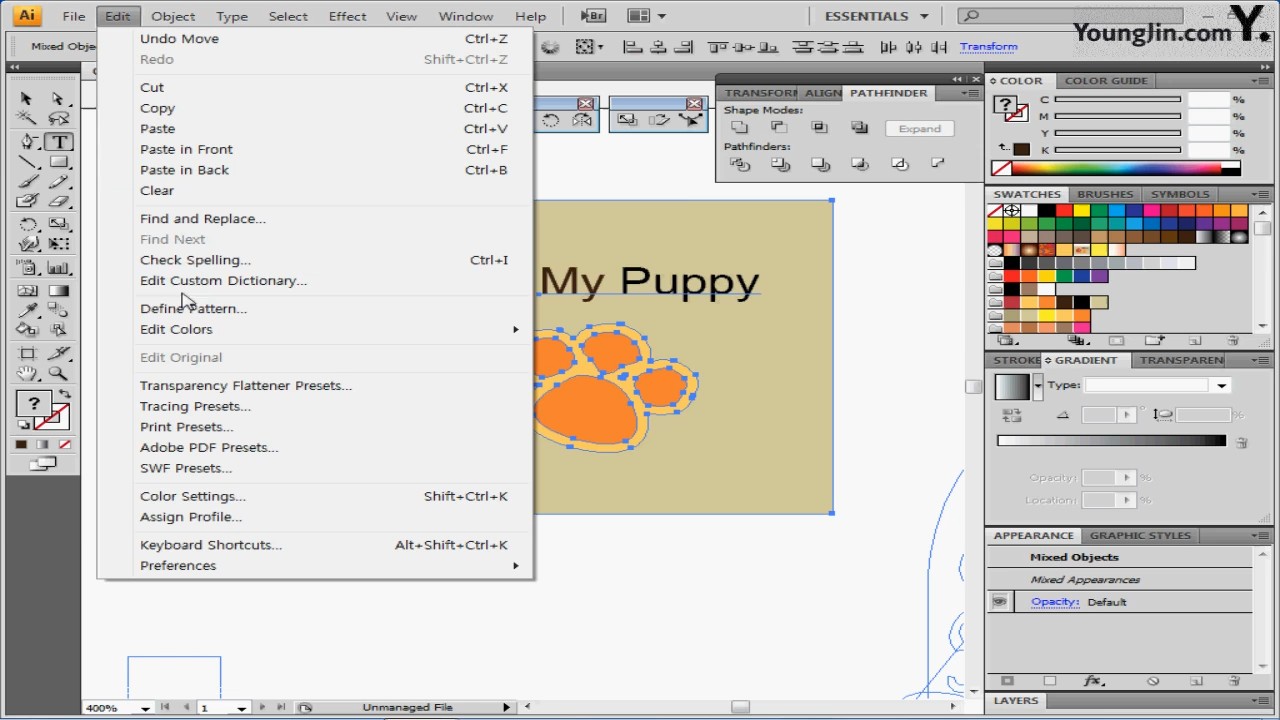 Ai File Edit Object Type Select Effect View Window Help Br ESSENTIALS
YoungJin.com Y.
Mixed Obje Transform
Undo Move Ctrl+Z
Redo Shift+Ctrl+Z
Cut Ctrl+X
Copy Ctrl+C
Paste Ctrl+V
Paste in Front Ctrl+F
Paste in Back Ctrl+B
Clear
Find and Replace...
Find Next
Check Spelling... Ctrl+I
Edit Custom Dictionary...
Define Pattern...
Edit Colors
Edit Original
Transparency Flattener Presets...
Tracing Presets...
Print Presets...
Adobe PDF Presets...
SWF Presets...
Color Settings... Shift+Ctrl+K
Assign Profile...
Keyboard Shortcuts... Alt+Shift+Ctrl+K
Preferences
TRANSFORM ALIGN PATHFINDER
Shape Modes:
Expand
Pathfinders:
My Puppy
COLOR COLOR GUIDE
C %
M %
Y %
K %
SWATCHES BRUSHES SYMBOLS
STROKE GRADIENT TRANSPAREN
Type:
°
%
Opacity: %
Location: %
APPEARANCE GRAPHIC STYLES
Mixed Objects
Mixed Appearances
Opacity: Default
fx
LAYERS
T
?
?
400% 1 Unmanaged File